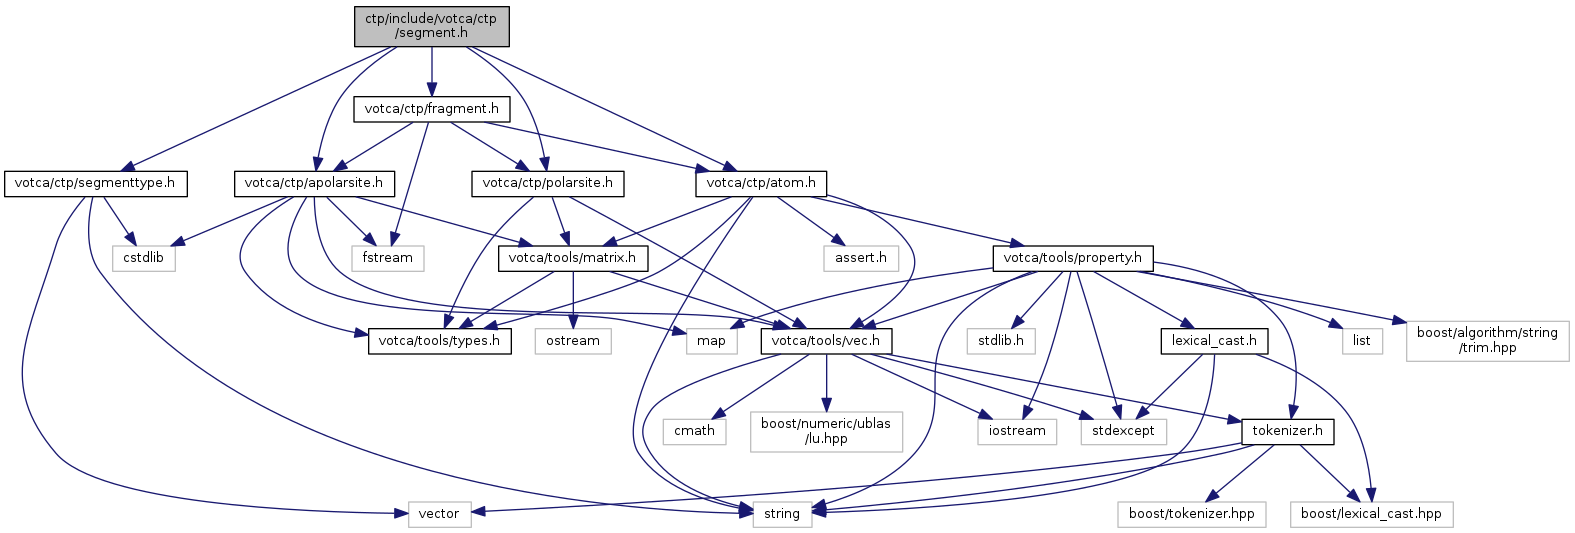 ctp/include/votca/ctp
/segment.h
votca/ctp/fragment.h
votca/ctp/segmenttype.h
votca/ctp/apolarsite.h
votca/ctp/polarsite.h
votca/ctp/atom.h
cstdlib
fstream
votca/tools/matrix.h
assert.h
votca/tools/property.h
votca/tools/types.h
ostream
map
votca/tools/vec.h
stdlib.h
lexical_cast.h
list
boost/algorithm/string
/trim.hpp
cmath
boost/numeric/ublas
/lu.hpp
iostream
stdexcept
tokenizer.h
vector
string
boost/tokenizer.hpp
boost/lexical_cast.hpp